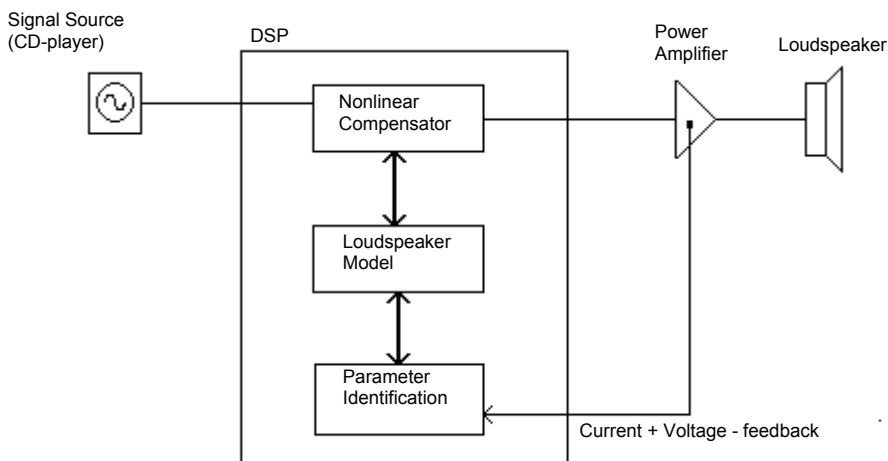 Signal Source
(CD-player)
DSP
Power
Amplifier
Loudspeaker
Nonlinear
Compensator
Loudspeaker
Model
Parameter
Identification
Current + Voltage - feedback